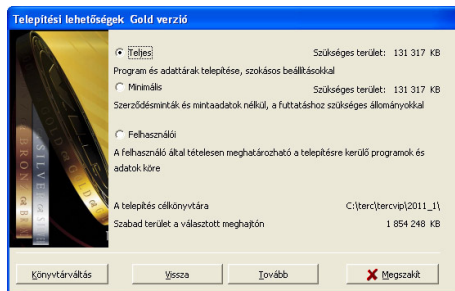 Telepítési lehetőségek Gold verzió
Teljes
Szükséges terület: 131 317 KB
Program és adattárak telepítése, szokásos beállításokkal
Minimális
Szükséges terület: 131 317 KB
Szerződésminták és mintaadatok nélkül, a futtatáshoz szükséges állományokkal
Felhasználói
A felhasználó által tételesen meghatározható a telepítésre kerülő programok és
adatok köre
A telepítés célkönyvtára
C:\terc\tercvip\2011_1\
Szabad terület a választott meghajtón
1 854 248 KB
Könyvtárváltás
Vissza
Tovább
Megszakít
BRON
SILVER
GOLD